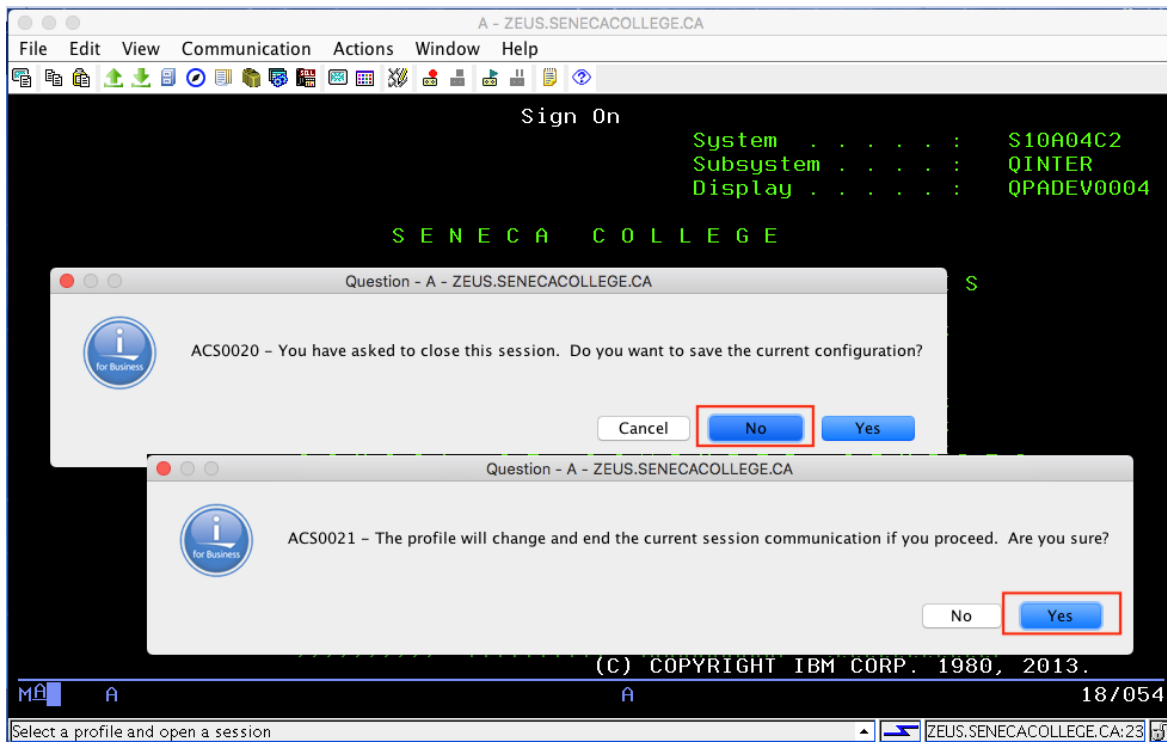 A - ZEUS.SENECACOLLEGE.CA
File Edit View Communication Actions Window Help
Sign On
System . . . . . : S10A04C2
Subsystem . . . . : QINTER
Display . . . . . : QPADEV0004
S E N E C A C O L L E G E
Question - A - ZEUS.SENECACOLLEGE.CA
S
i
for Business
ACS0020 - You have asked to close this session. Do you want to save the current configuration?
Cancel No Yes
Question - A - ZEUS.SENECACOLLEGE.CA
i
for Business
ACS0021 - The profile will change and end the current session communication if you proceed. Are you sure?
No Yes
(C) COPYRIGHT IBM CORP. 1980, 2013.
MA A A 18/054
Select a profile and open a session ZEUS.SENECACOLLEGE.CA:23